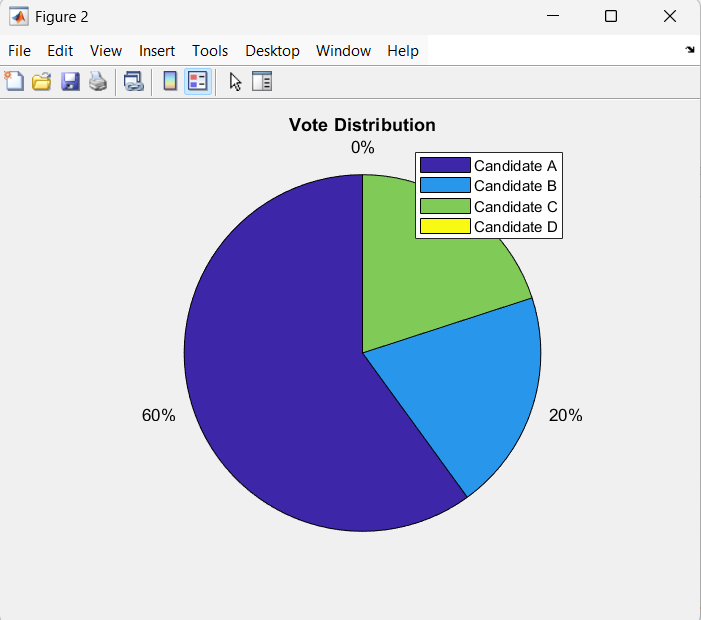 Figure 2
File Edit View Insert Tools Desktop Window Help
Vote Distribution
0%
Candidate A
Candidate B
Candidate C
Candidate D
60%
20%